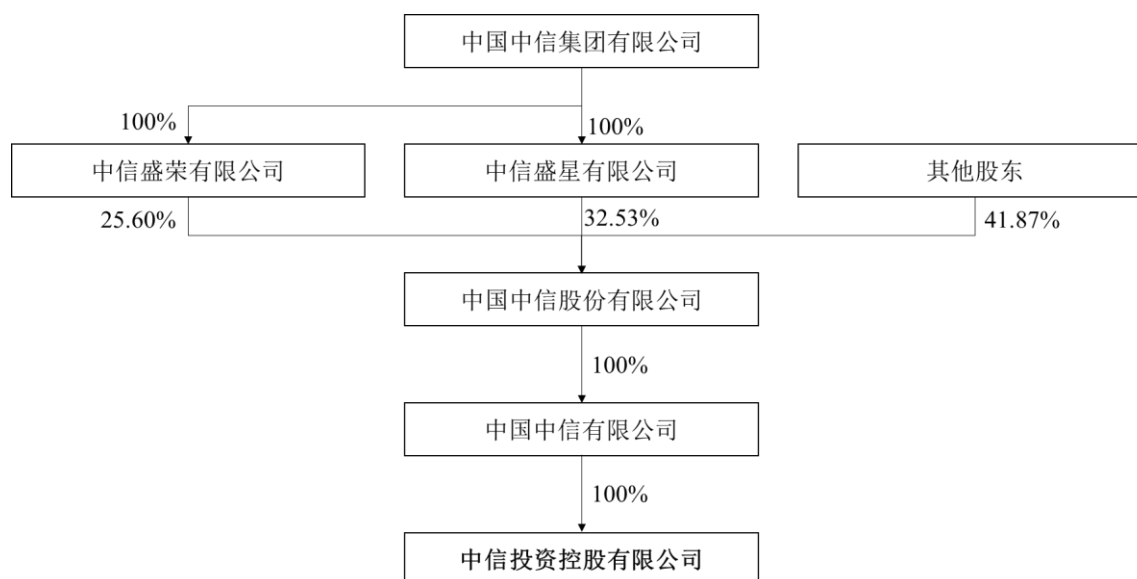 中国中信集团有限公司
100%
100%
中信盛荣有限公司
中信盛星有限公司
其他股东
25.60%
32.53%
41.87%
中国中信股份有限公司
100%
中国中信有限公司
100%
中信投资控股有限公司